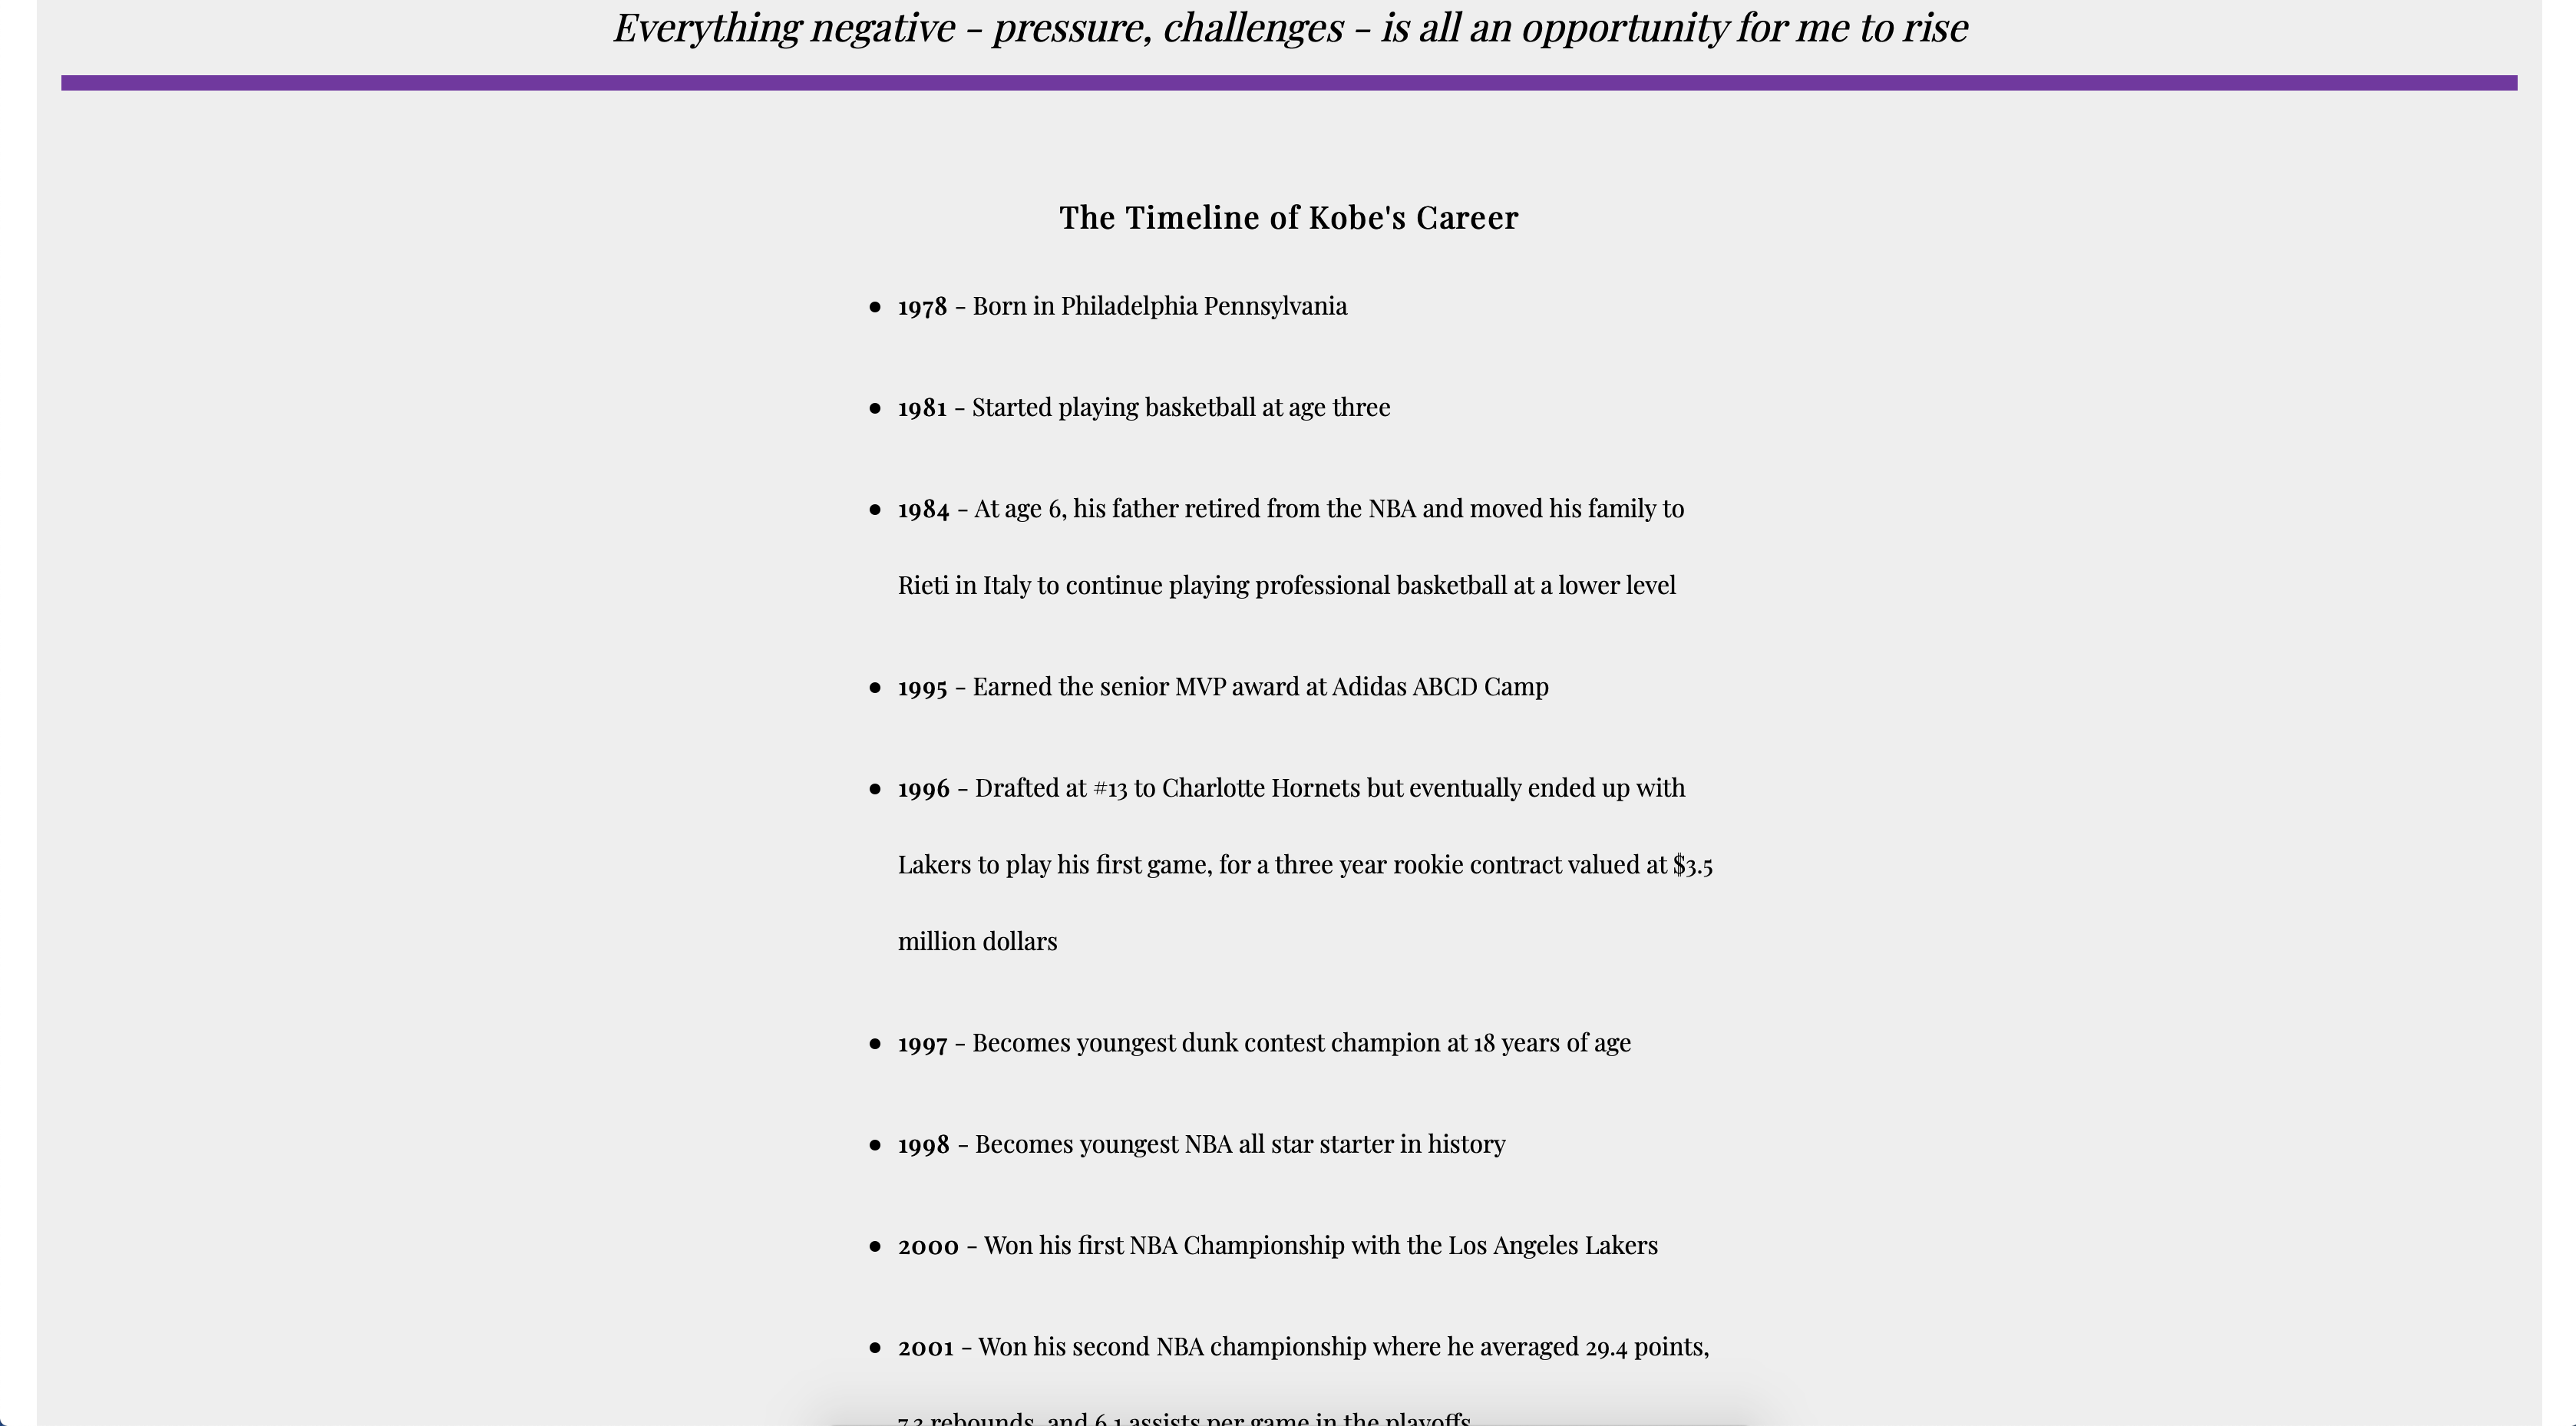 Everything negative – pressure, challenges – is all an opportunity for me to rise
The Timeline of Kobe's Career
• 1978 – Born in Philadelphia Pennsylvania
• 1981 – Started playing basketball at age three
• 1984 – At age 6, his father retired from the NBA and moved his family to
Rieti in Italy to continue playing professional basketball at a lower level
• 1995 – Earned the senior MVP award at Adidas ABCD Camp
• 1996 – Drafted at #13 to Charlotte Hornets but eventually ended up with
Lakers to play his first game, for a three year rookie contract valued at $3.5
million dollars
• 1997 – Becomes youngest dunk contest champion at 18 years of age
• 1998 – Becomes youngest NBA all star starter in history
• 2000 – Won his first NBA Championship with the Los Angeles Lakers
• 2001 – Won his second NBA championship where he averaged 29.4 points,
7.3 rebounds, and 6.1 assists per game in the playoffs